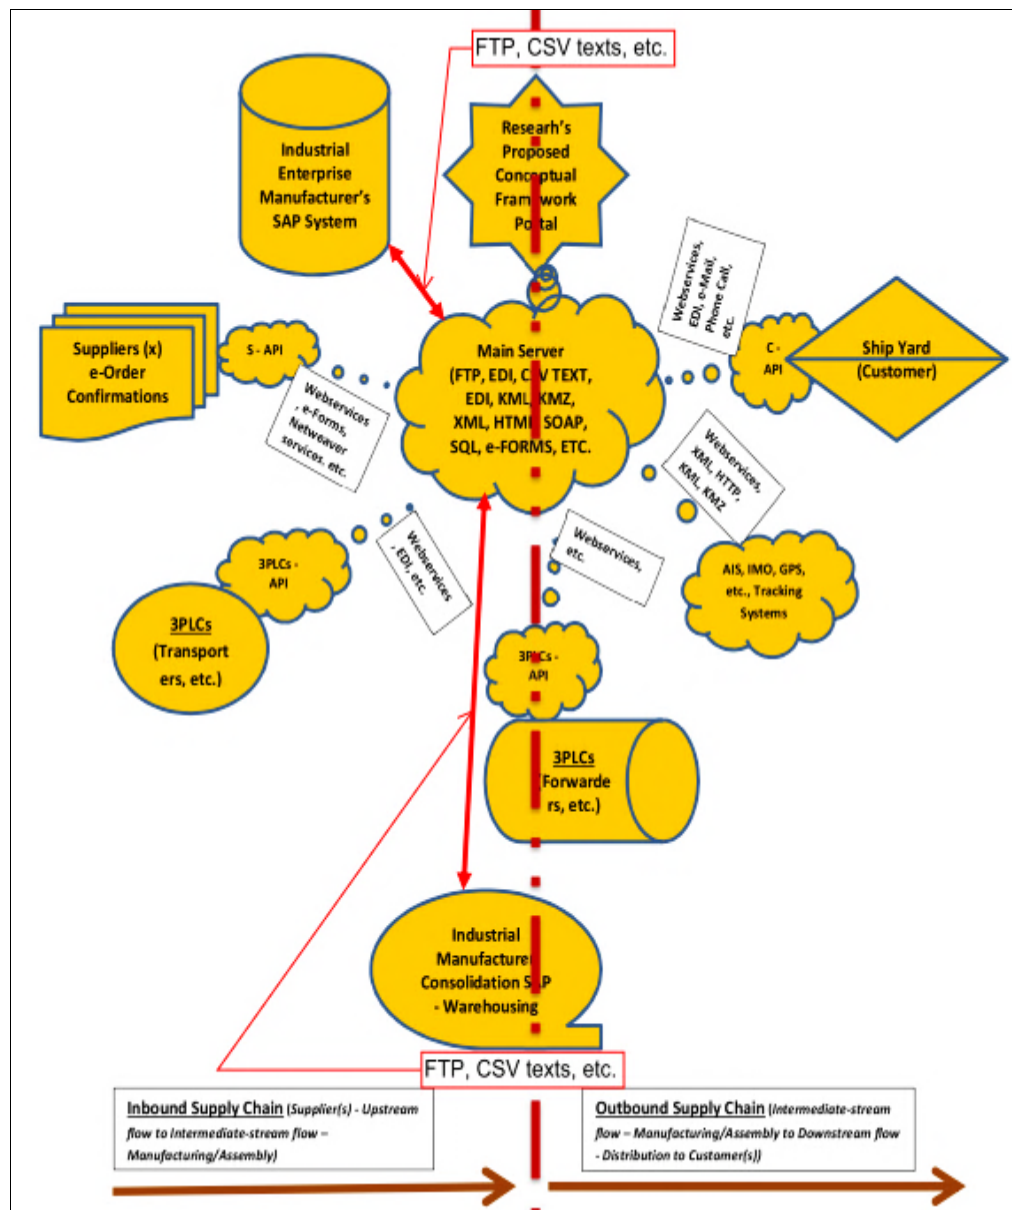 FTP, CSV texts, etc.
Industrial
Enterprise
Manufacturer's
SAP System
Researh's
Proposed
Conceptual
Framework
Portal
Webservices,
EDI, e-Mail,
Phone Call,
etc.
Suppliers (x)
e-Order
Confirmations
S - API
Webservices
, e-Forms,
Netweaver
services. etc.
Main Server
(FTP, EDI, CSV TEXT,
EDI, KML, KMZ,
XML, HTML, SOAP,
SQL, e-FORMS, ETC.
C -
API
Ship Yard
(Customer)
Webservices,
XML, HTTP,
KML, KMZ
3PLCs -
API
3PLCs
(Transport
ers, etc.)
Webservices
, EDI, etc.
Webservices,
etc.
AIS, IMO, GPS,
etc., Tracking
Systems
3PLCs -
API
3PLCs
(Forwarde
rs, etc.)
Industrial
Manufacturer
Consolidation SAP
- Warehousing
FTP, CSV texts, etc.
Inbound Supply Chain (Supplier(s) - Upstream
flow to Intermediate-stream flow –
Manufacturing/Assembly)
Outbound Supply Chain (Intermediate-stream
flow – Manufacturing/Assembly to Downstream flow
- Distribution to Customer(s))